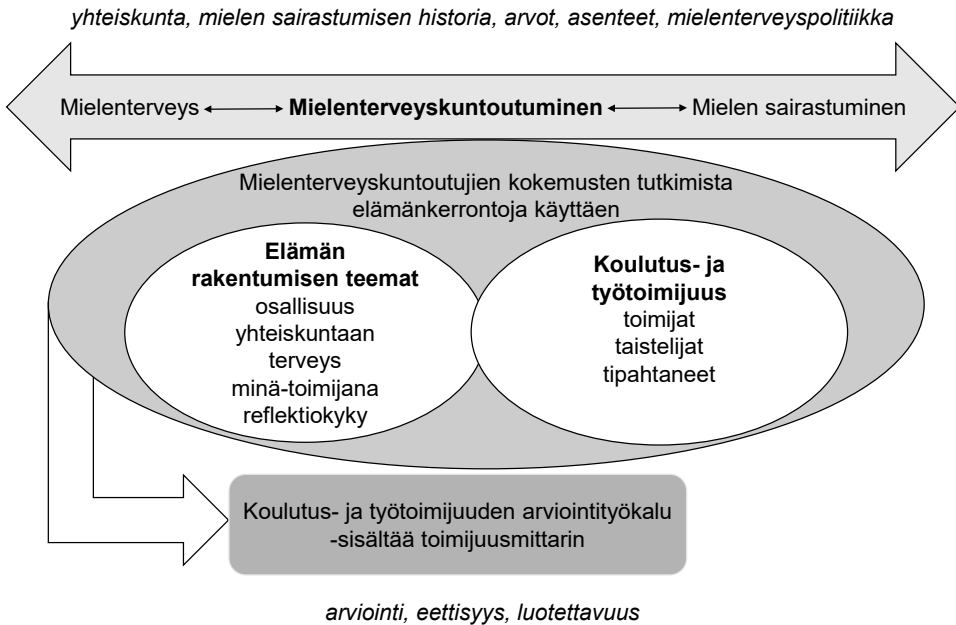 yhteiskunta, mielen sairastumisen historia, arvot, asenteet, mielenterveyspolitiikka
Mielenterveys Mielenterveyskuntoutuminen Mielen sairastuminen
Mielenterveyskuntoutujien kokemusten tutkimista
elämänkerrontoja käyttäen
Elämän
rakentumisen teemat
osallisuus
yhteiskuntaan
terveys
minä-toimijana
reflektiokyky
Koulutus- ja
työtoimijuus
toimijat
taistelijat
tipahtaneet
Koulutus- ja työtoimijuuden arviointityökalu
-sisältää toimijuusmittarin
arviointi, eettisyys, luotettavuus